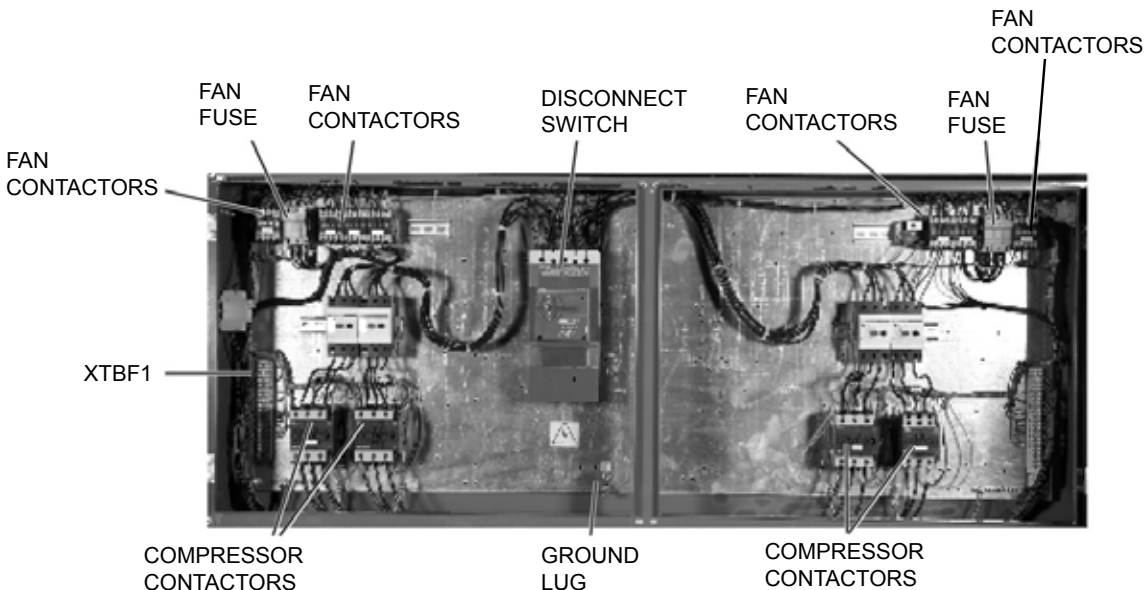 FAN
CONTACTORS
FAN
FUSE
FAN
CONTACTORS
DISCONNECT
SWITCH
FAN
CONTACTORS
FAN
FUSE
FAN
CONTACTORS
XTBF1
COMPRESSOR
CONTACTORS
GROUND
LUG
COMPRESSOR
CONTACTORS